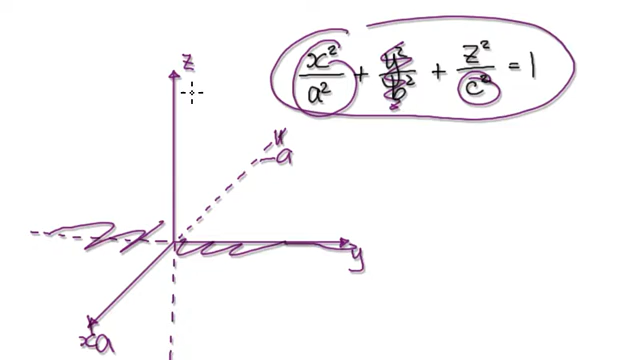 x²/a² + y²/b² + z²/c² = 1
z
-a
y
x a